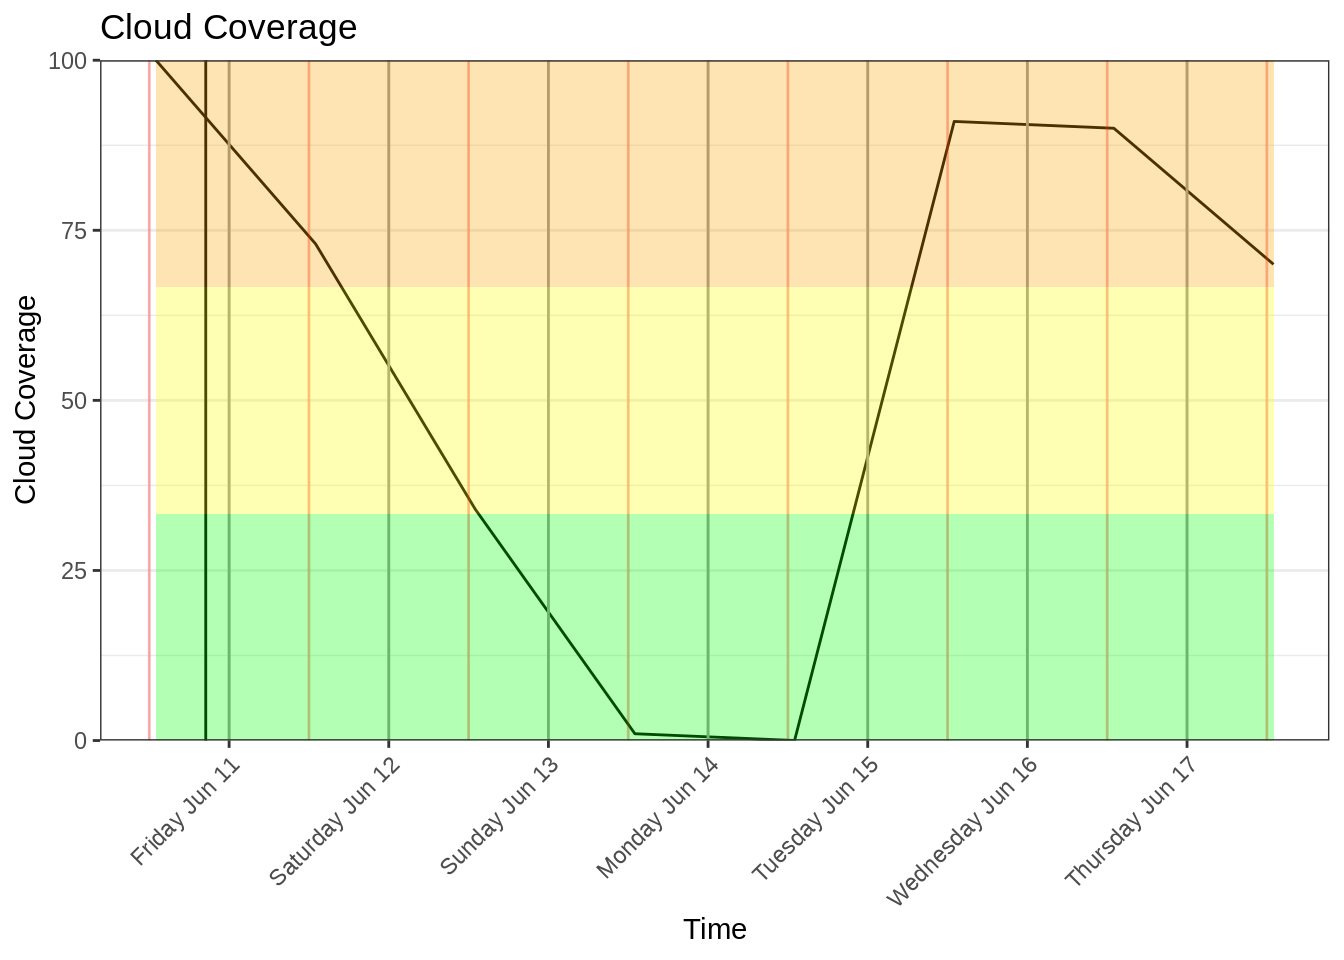 Cloud Coverage
Cloud Coverage
100
75
50
25
0
Friday Jun 11
Saturday Jun 12
Sunday Jun 13
Monday Jun 14
Tuesday Jun 15
Wednesday Jun 16
Thursday Jun 17
Time